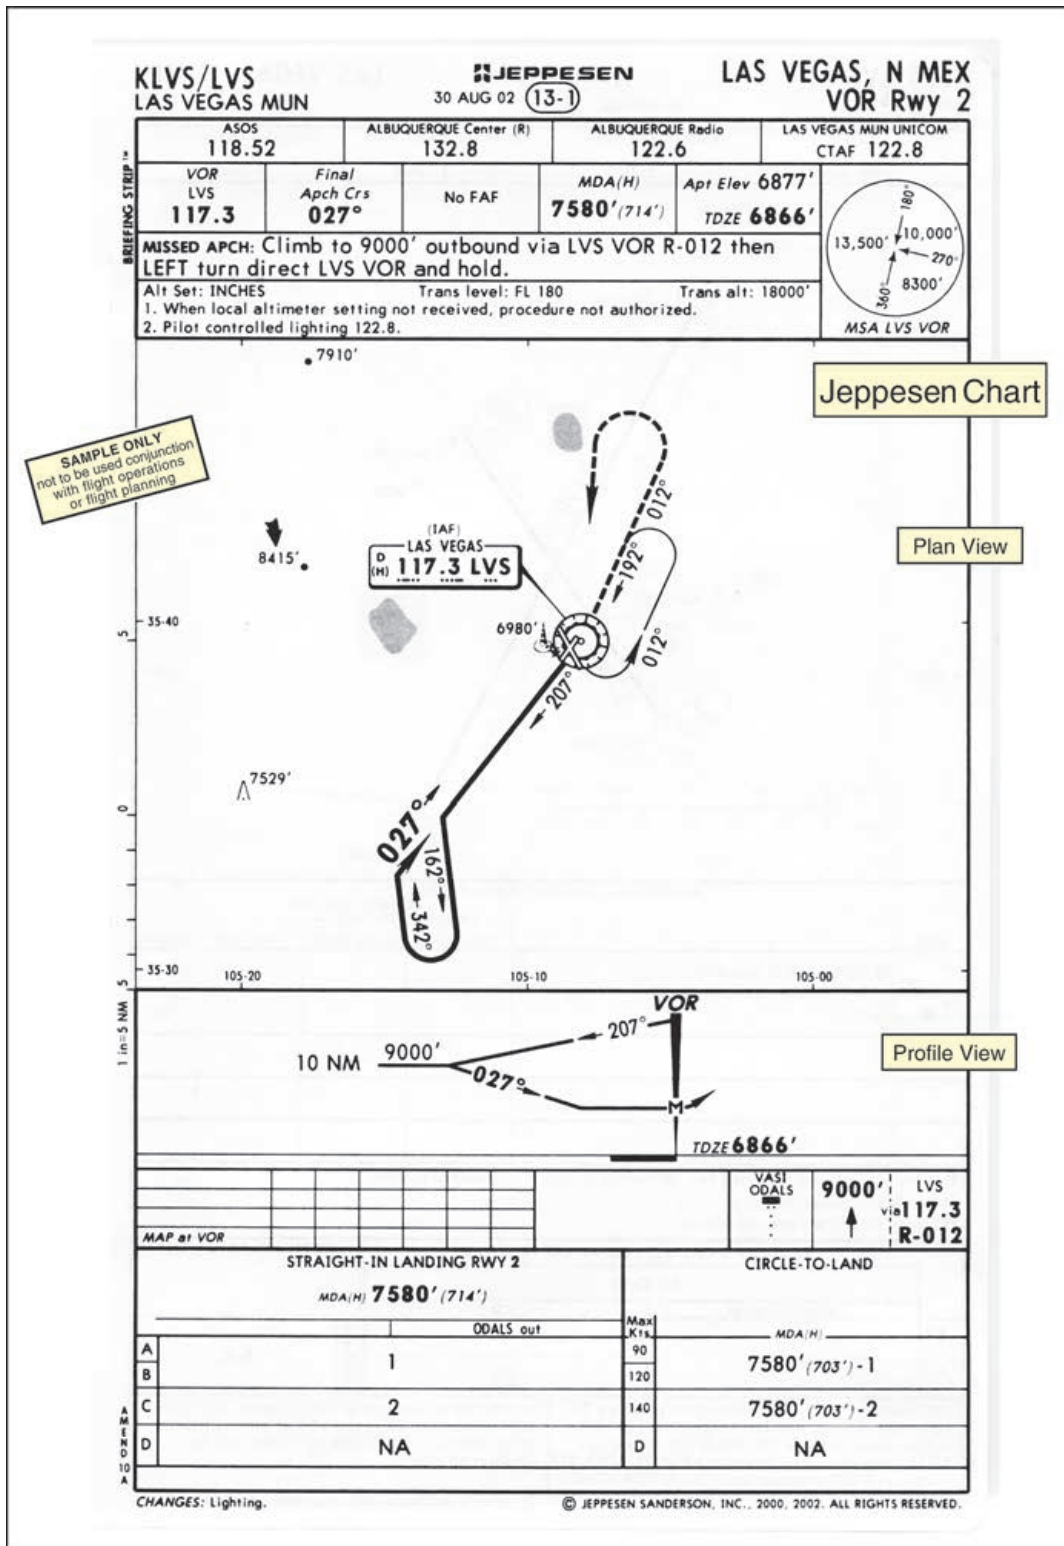 KLVS/LVS
LAS VEGAS MUN
JEPPESEN
30 AUG 02 13-1
LAS VEGAS, N MEX
VOR Rwy 2
BRIEFING STRIP™
ASOS
118.52
ALBUQUERQUE Center (R)
132.8
ALBUQUERQUE Radio
122.6
LAS VEGAS MUN UNICOM
CTAF 122.8
VOR
LVS
117.3
Final
Apch Crs
027°
No FAF
MDA(H)
7580'(714')
Apt Elev 6877'
TDZE 6866'
MISSED APCH: Climb to 9000' outbound via LVS VOR R-012 then
LEFT turn direct LVS VOR and hold.
Alt Set: INCHES Trans level: FL 180 Trans alt: 18000'
1. When local altimeter setting not received, procedure not authorized.
2. Pilot controlled lighting 122.8.
180°
13,500'
10,000'
270°
8300'
360°
MSA LVS VOR
7910'
Jeppesen Chart
SAMPLE ONLY
not to be used conjunction
with flight operations
or flight planning
012°
8415'
(IAF)
LAS VEGAS
D
(H) 117.3 LVS
192°
Plan View
5
35-40
6980'
012°
207°
7529'
0
027°
162°
342°
35-30
5
105-20
105-10
105-00
1 in=5 NM
VOR
207°
10 NM
9000'
027°
M
Profile View
TDZE 6866'
MAP at VOR
VASI
ODALS
9000'
LVS
via 117.3
R-012
STRAIGHT-IN LANDING RWY 2
MDA(H) 7580'(714')
ODALS out
CIRCLE-TO-LAND
Max
Kts
MDA(H)
A
B
1
90
120
7580'(703')-1
C
2
140
7580'(703')-2
D
NA
D
NA
AMEND 10A
CHANGES: Lighting.
© JEPPESEN SANDERSON, INC., 2000, 2002. ALL RIGHTS RESERVED.